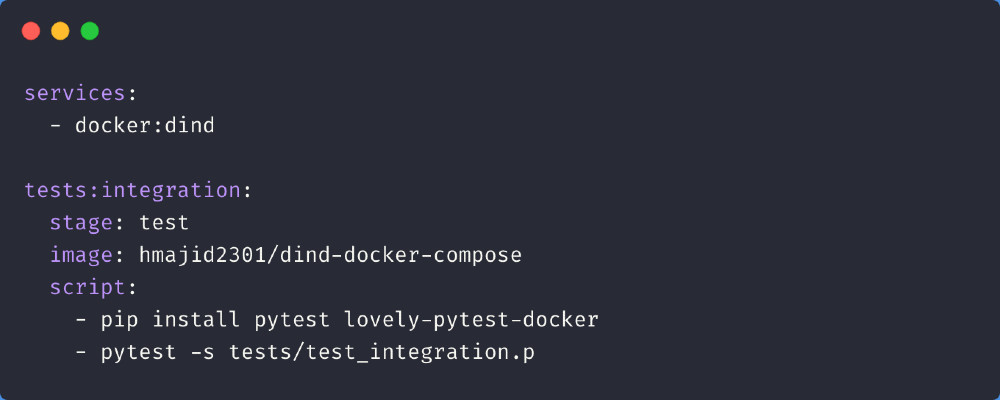 services:
  - docker:dind

tests:integration:
  stage: test
  image: hmajid2301/dind-docker-compose
  script:
    - pip install pytest lovely-pytest-docker
    - pytest -s tests/test_integration.p